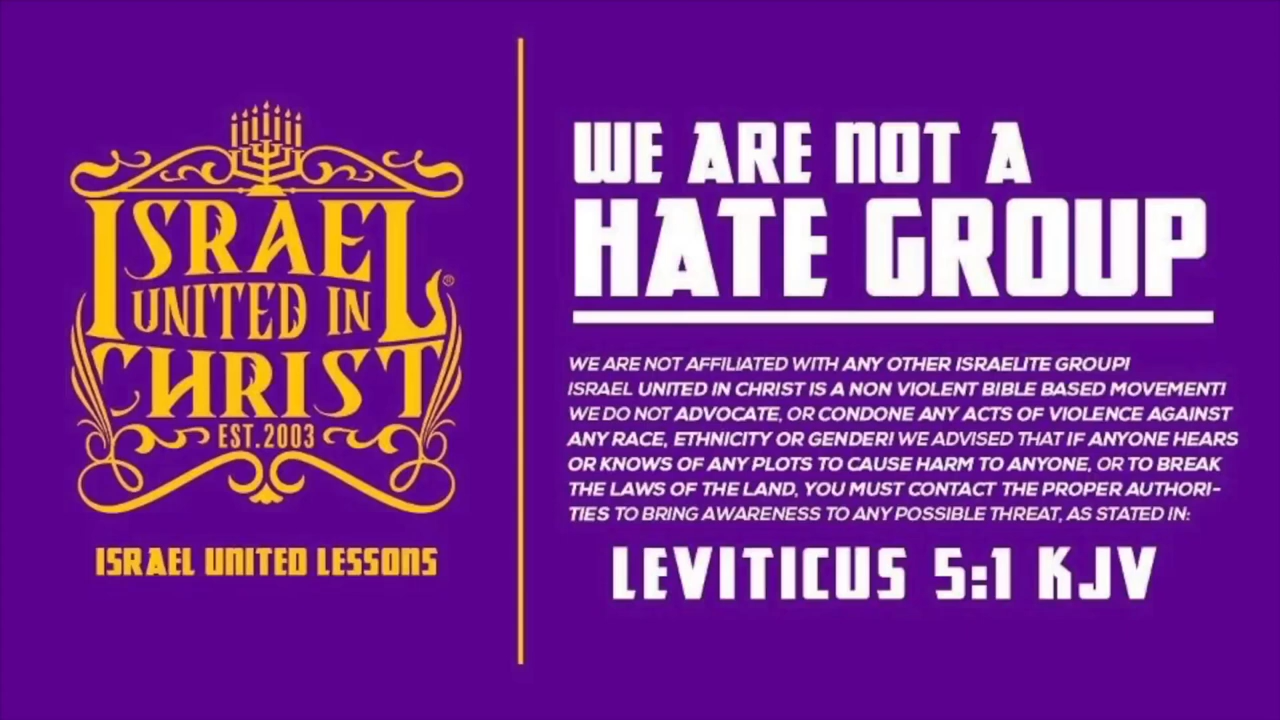 ISRAEL
UNITED IN
CHRIST
EST. 2003
ISRAEL UNITED LESSONS
WE ARE NOT A
HATE GROUP
WE ARE NOT AFFILIATED WITH ANY OTHER ISRAELITE GROUP!
ISRAEL UNITED IN CHRIST IS A NON VIOLENT BIBLE BASED MOVEMENT!
WE DO NOT ADVOCATE, OR CONDONE ANY ACTS OF VIOLENCE AGAINST
ANY RACE, ETHNICITY OR GENDER! WE ADVISED THAT IF ANYONE HEARS
OR KNOWS OF ANY PLOTS TO CAUSE HARM TO ANYONE, OR TO BREAK
THE LAWS OF THE LAND, YOU MUST CONTACT THE PROPER AUTHORI-
TIES TO BRING AWARENESS TO ANY POSSIBLE THREAT, AS STATED IN:
LEVITICUS 5:1 KJV